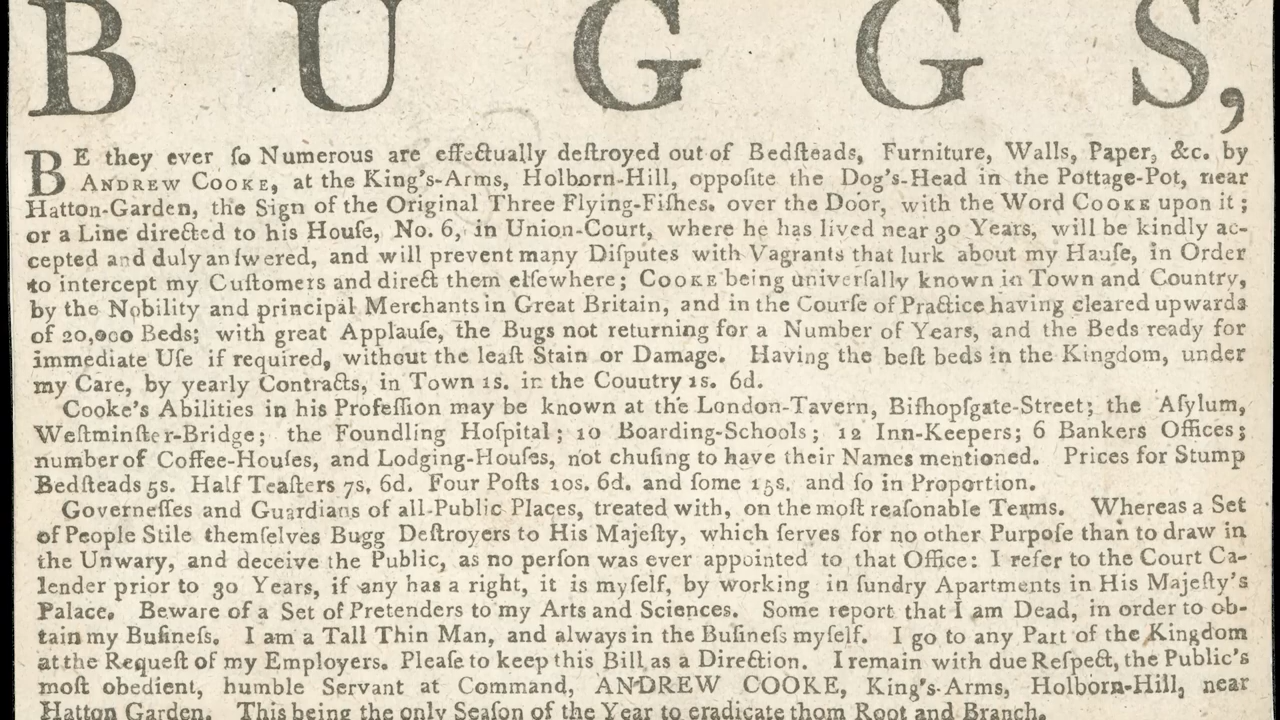 B U G G S,
BE they ever ſo Numerous are effectually deſtroyed out of Bedſteads, Furniture, Walls, Paper, &c. by
ANDREW COOKE, at the King's-Arms, Holborn-Hill, oppoſite the Dog's-Head in the Pottage-Pot, near
Hatton-Garden, the Sign of the Original Three Flying-Fiſhes. over the Door, with the Word COOKE upon it;
or a Line directed to his Houſe, No. 6, in Union-Court, where he has lived near 30 Years, will be kindly ac-
cepted and duly anſwered, and will prevent many Diſputes with Vagrants that lurk about my Hauſe, in Order
to intercept my Cuſtomers and direct them elſewhere; COOKE being univerſally known in Town and Country,
by the Nobility and principal Merchants in Great Britain, and in the Courſe of Practice having cleared upwards
of 20,000 Beds; with great Applauſe, the Bugs not returning for a Number of Years, and the Beds ready for
immediate Uſe if required, without the leaſt Stain or Damage. Having the beſt beds in the Kingdom, under
my Care, by yearly Contracts, in Town 1s. in the Couutry 1s. 6d.
Cooke's Abilities in his Profeſſion may be known at the London-Tavern, Biſhopſgate-Street; the Aſylum,
Weſtminſter-Bridge; the Foundling Hoſpital; 10 Boarding-Schools; 12 Inn-Keepers; 6 Bankers Offices;
number of Coffee-Houſes, and Lodging-Houſes, not chuſing to have their Names mentioned. Prices for Stump
Bedſteads 5s. Half Teaſters 7s, 6d. Four Poſts 10s. 6d. and ſome 15s. and ſo in Proportion.
Governeſſes and Guardians of all Public Places, treated with, on the moſt reaſonable Terms. Whereas a Set
of People Stile themſelves Bugg Deſtroyers to His Majeſty, which ſerves for no other Purpoſe than to draw in
the Unwary, and deceive the Public, as no perſon was ever appointed to that Office: I refer to the Court Ca-
lender prior to 30 Years, if any has a right, it is myſelf, by working in ſundry Apartments in His Majeſty's
Palace. Beware of a Set of Pretenders to my Arts and Sciences. Some report that I am Dead, in order to ob-
tain my Buſineſs. I am a Tall Thin Man, and always in the Buſineſs myſelf. I go to any Part of the Kingdom
at the Requeſt of my Employers. Pleaſe to keep this Bill as a Direction. I remain with due Reſpect, the Public's
moſt obedient, humble Servant at Command, ANDREW COOKE, King's-Arms, Holborn-Hill, near
Hatton Garden. This being the only Seaſon of the Year to eradicate thom Root and Branch.